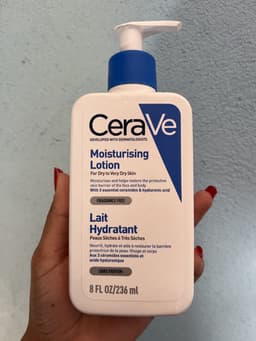 CeraVe
DEVELOPED WITH DERMATOLOGISTS
Moisturising
Lotion
For Dry to Very Dry Skin
Moisturises and helps restore the protective
skin barrier of the face and body
With 3 essential ceramides & hyaluronic acid
FRAGRANCE FREE
Lait
Hydratant
Peaux Sèches à Très Sèches
Nourrit, hydrate et aide à restaurer la barrière
protectrice de la peau. Visage et corps
Aux 3 céramides essentiels et
acide hyaluronique
SANS PARFUM
8 FL OZ/236 ml